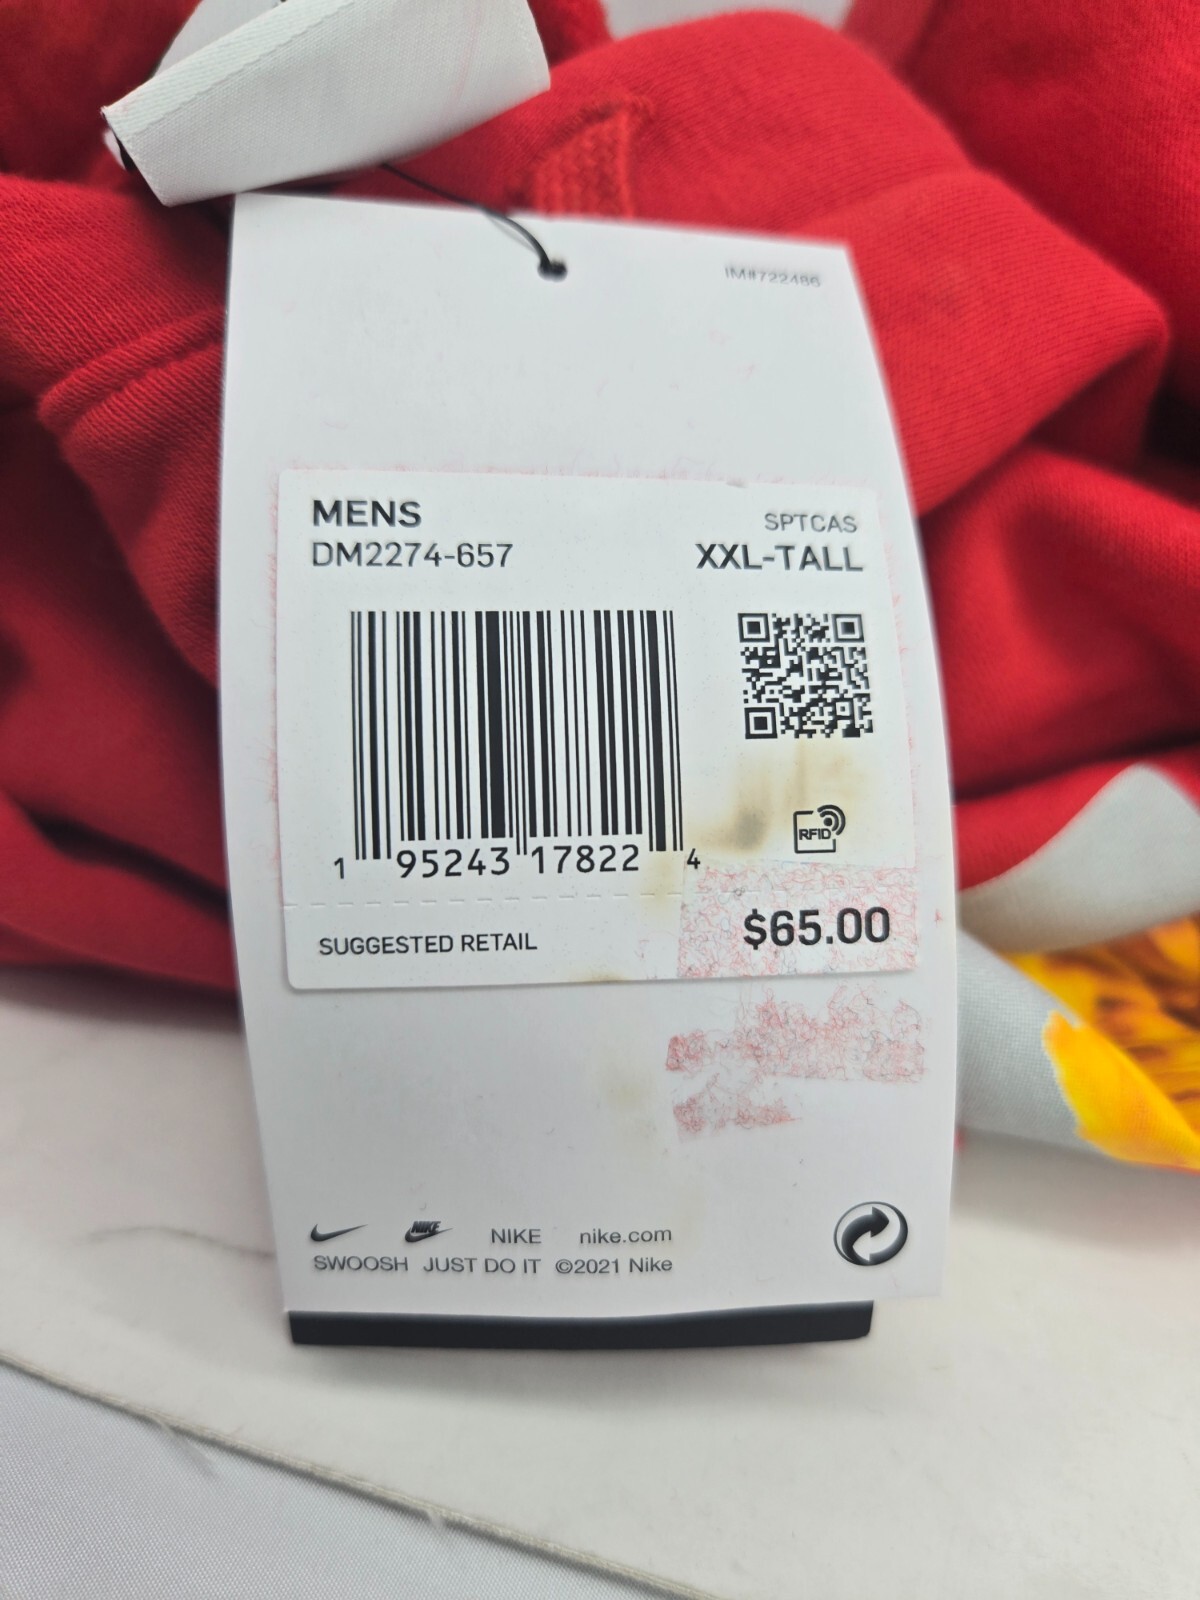 IM#722486
MENS
SPTCAS
DM2274-657
XXL-TALL
RFID
1 95243 17822 4
SUGGESTED RETAIL
$65.00
NIKE NIKE nike.com
SWOOSH JUST DO IT ©2021 Nike